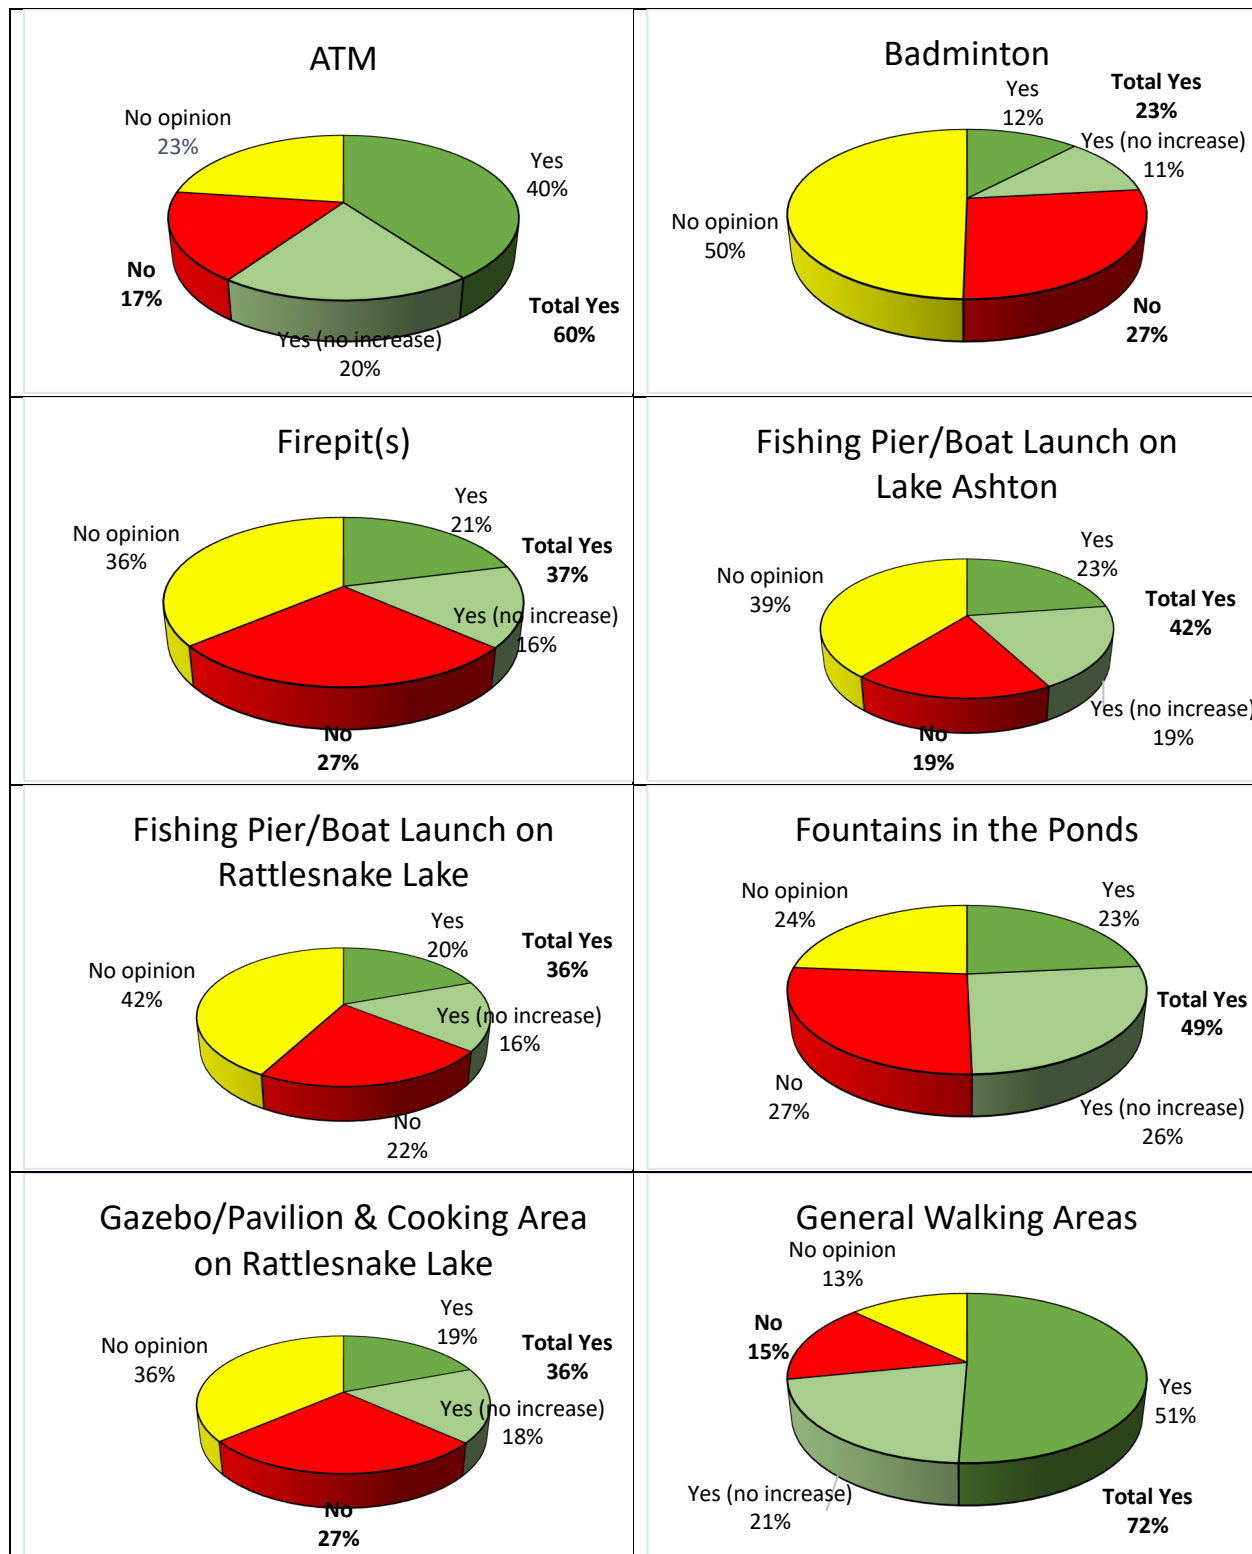 ATM
No opinion
23%
Yes
40%
No
17%
Total Yes
60%
Yes (no increase)
20%
Badminton
Yes
12%
Total Yes
23%
Yes (no increase)
11%
No opinion
50%
No
27%
Firepit(s)
Yes
21%
No opinion
36%
Total Yes
37%
Yes (no increase)
16%
No
27%
Fishing Pier/Boat Launch on
Lake Ashton
Yes
23%
No opinion
39%
Total Yes
42%
Yes (no increase)
19%
No
19%
Fishing Pier/Boat Launch on
Rattlesnake Lake
Yes
20%
Total Yes
36%
No opinion
42%
Yes (no increase)
16%
No
22%
Fountains in the Ponds
No opinion
24%
Yes
23%
Total Yes
49%
No
27%
Yes (no increase)
26%
Gazebo/Pavilion & Cooking Area
on Rattlesnake Lake
Yes
19%
Total Yes
36%
No opinion
36%
Yes (no increase)
18%
No
27%
General Walking Areas
No opinion
13%
No
15%
Yes
51%
Yes (no increase)
21%
Total Yes
72%